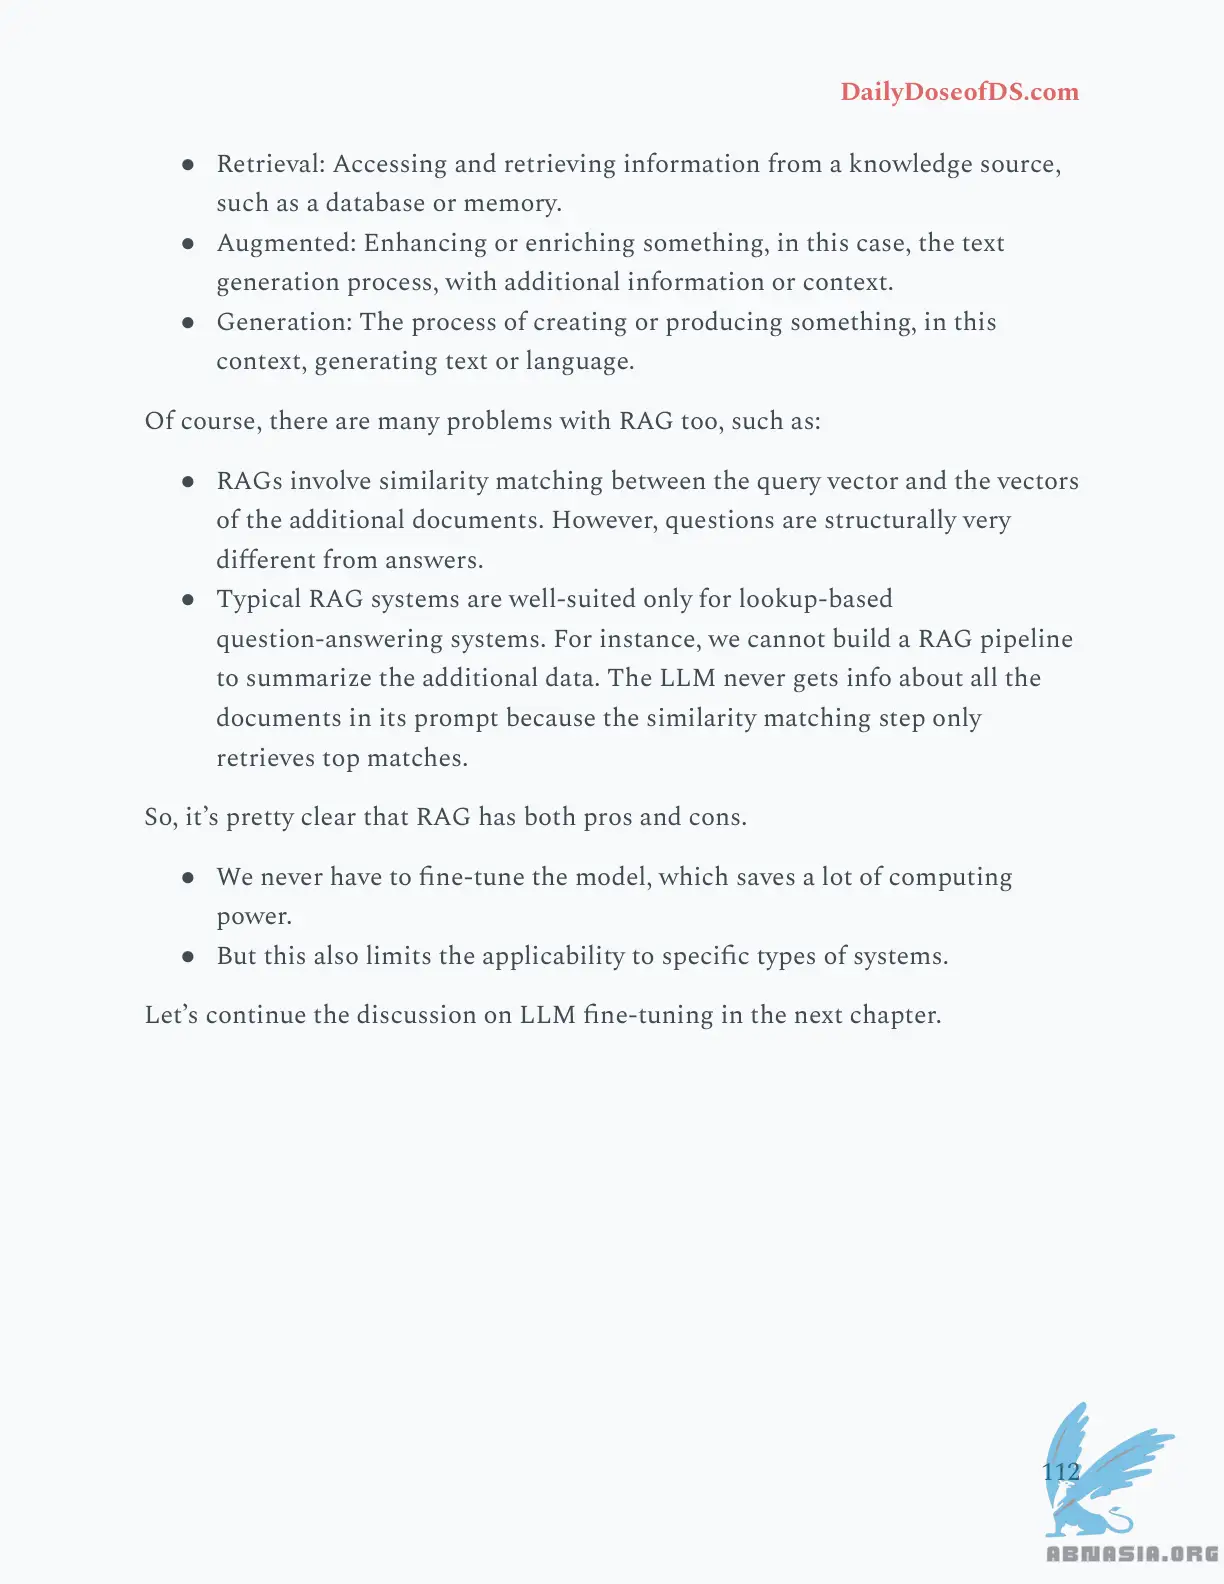 DailyDoseofDS.com
● Retrieval: Accessing and retrieving information from a knowledge source,
such as a database or memory.
● Augmented: Enhancing or enriching something, in this case, the text
generation process, with additional information or context.
● Generation: The process of creating or producing something, in this
context, generating text or language.
Of course, there are many problems with RAG too, such as:
● RAGs involve similarity matching between the query vector and the vectors
of the additional documents. However, questions are structurally very
different from answers.
● Typical RAG systems are well-suited only for lookup-based
question-answering systems. For instance, we cannot build a RAG pipeline
to summarize the additional data. The LLM never gets info about all the
documents in its prompt because the similarity matching step only
retrieves top matches.
So, it’s pretty clear that RAG has both pros and cons.
● We never have to fine-tune the model, which saves a lot of computing
power.
● But this also limits the applicability to specific types of systems.
Let’s continue the discussion on LLM fine-tuning in the next chapter.
112
ABNASIA.ORG